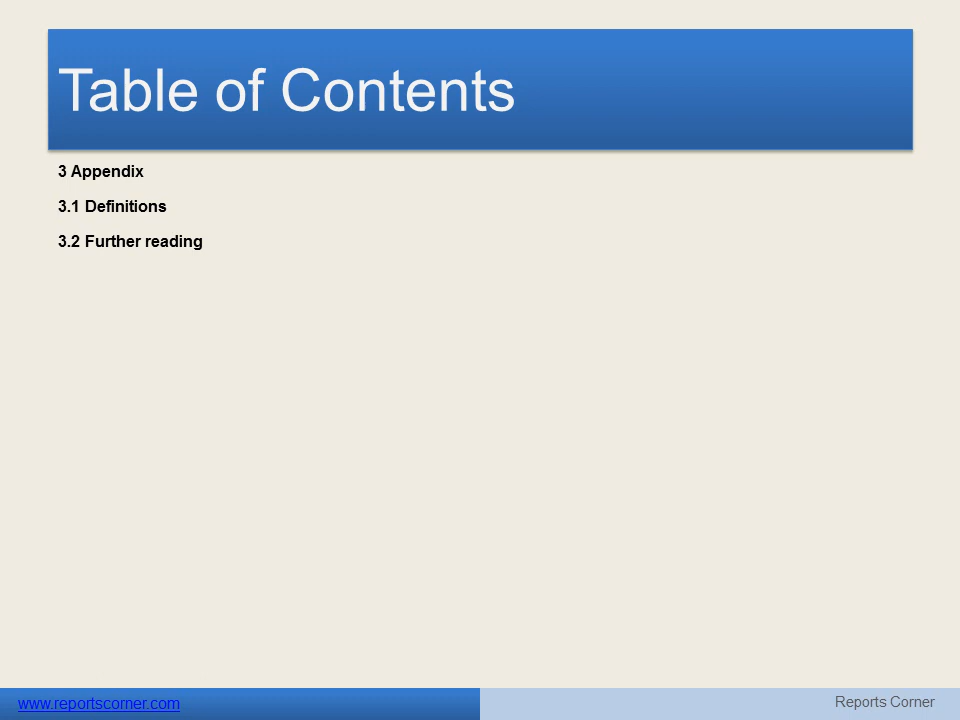 Table of Contents
3 Appendix
3.1 Definitions
3.2 Further reading
www.reportscorner.com
Reports Corner